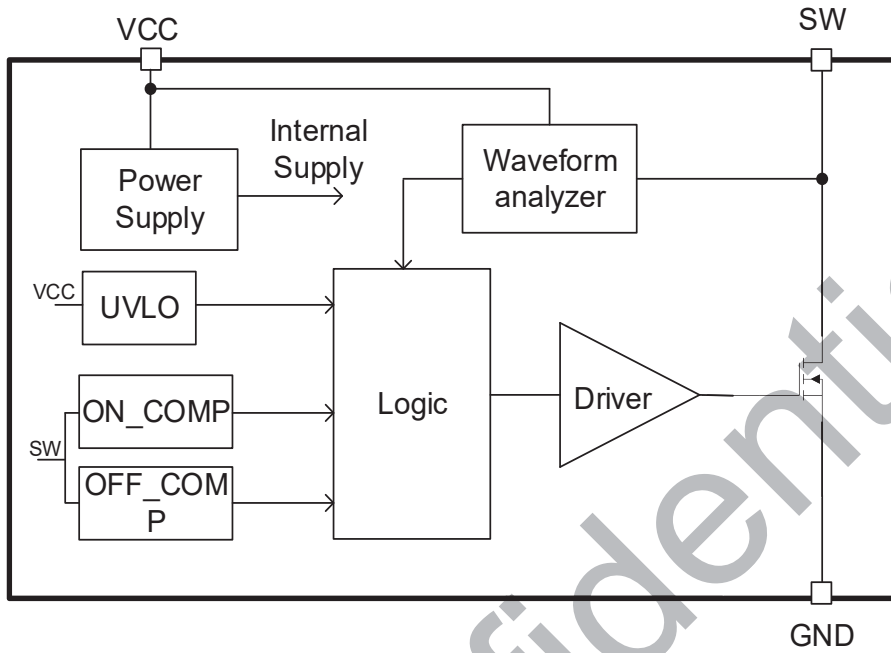 VCC
SW
Internal
Supply
Power
Supply
Waveform
analyzer
VCC
UVLO
ON_COMP
SW
OFF_COM
P
Logic
Driver
GND